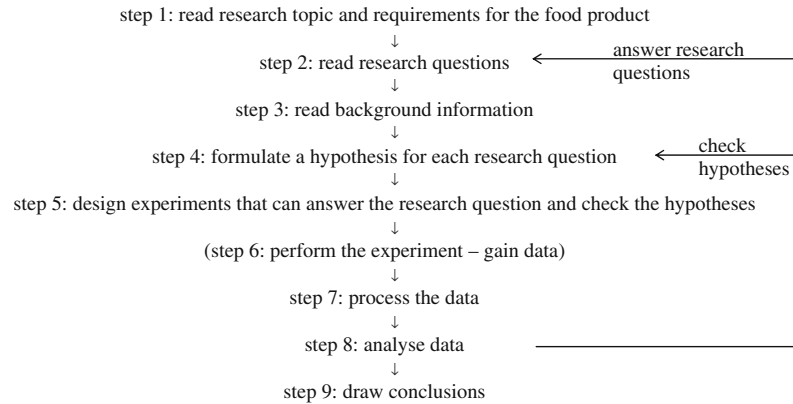 step 1: read research topic and requirements for the food product
↓
step 2: read research questions
answer research
questions
↓
step 3: read background information
↓
step 4: formulate a hypothesis for each research question
check
hypotheses
↓
step 5: design experiments that can answer the research question and check the hypotheses
↓
(step 6: perform the experiment – gain data)
↓
step 7: process the data
↓
step 8: analyse data
↓
step 9: draw conclusions